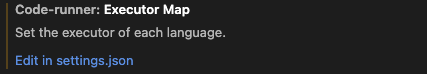 Code-runner: Executor Map
Set the executor of each language.
Edit in settings.json